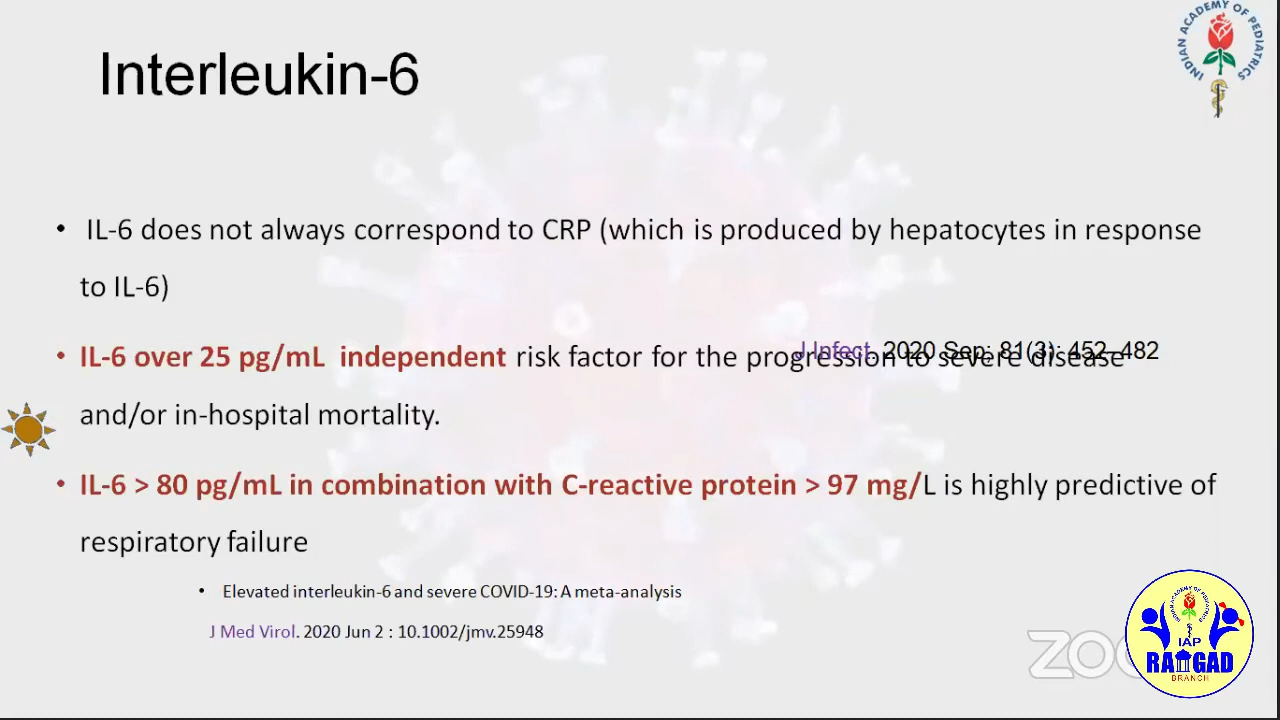 Interleukin-6
INDIAN ACADEMY OF PEDIATRICS
• IL-6 does not always correspond to CRP (which is produced by hepatocytes in response
to IL-6)
• IL-6 over 25 pg/mL independent risk factor for the progression to severe disease
J Infect. 2020 Sep; 81(3): 452–482
and/or in-hospital mortality.
• IL-6 > 80 pg/mL in combination with C-reactive protein > 97 mg/L is highly predictive of
respiratory failure
• Elevated interleukin-6 and severe COVID-19: A meta-analysis
J Med Virol. 2020 Jun 2 : 10.1002/jmv.25948
INDIAN ACADEMY OF PEDIATRICS
IAP
RAIGAD
BRANCH